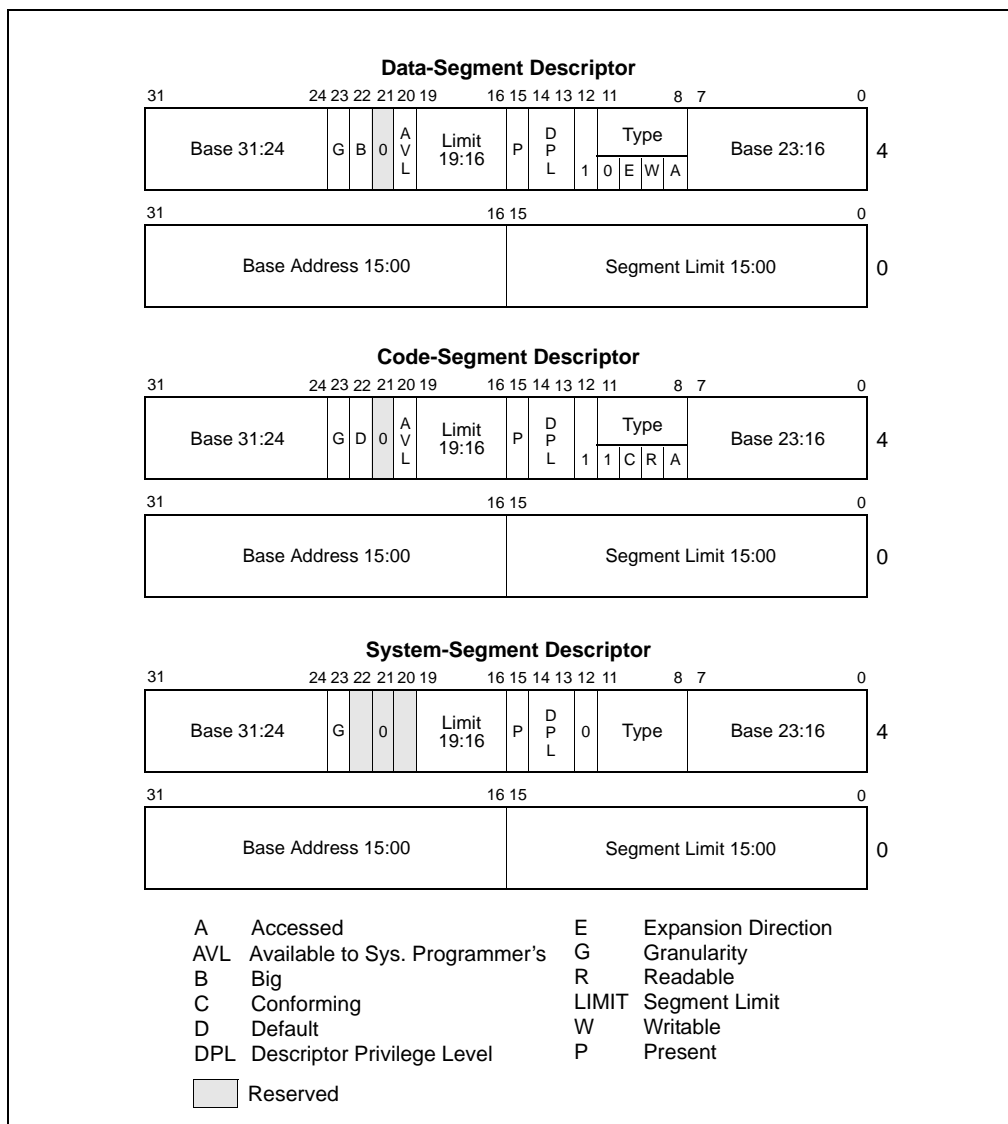 Data-Segment Descriptor
31 24 23 22 21 20 19 16 15 14 13 12 11 8 7 0
Base 31:24 G B 0 AVL Limit 19:16 P DPL 1 Type 0 E W A Base 23:16 4
31 16 15 0
Base Address 15:00 Segment Limit 15:00 0
Code-Segment Descriptor
31 24 23 22 21 20 19 16 15 14 13 12 11 8 7 0
Base 31:24 G D 0 AVL Limit 19:16 P DPL 1 Type 1 C R A Base 23:16 4
31 16 15 0
Base Address 15:00 Segment Limit 15:00 0
System-Segment Descriptor
31 24 23 22 21 20 19 16 15 14 13 12 11 8 7 0
Base 31:24 G 0 Limit 19:16 P DPL 0 Type Base 23:16 4
31 16 15 0
Base Address 15:00 Segment Limit 15:00 0
A Accessed
AVL Available to Sys. Programmer’s
B Big
C Conforming
D Default
DPL Descriptor Privilege Level
Reserved
E Expansion Direction
G Granularity
R Readable
LIMIT Segment Limit
W Writable
P Present